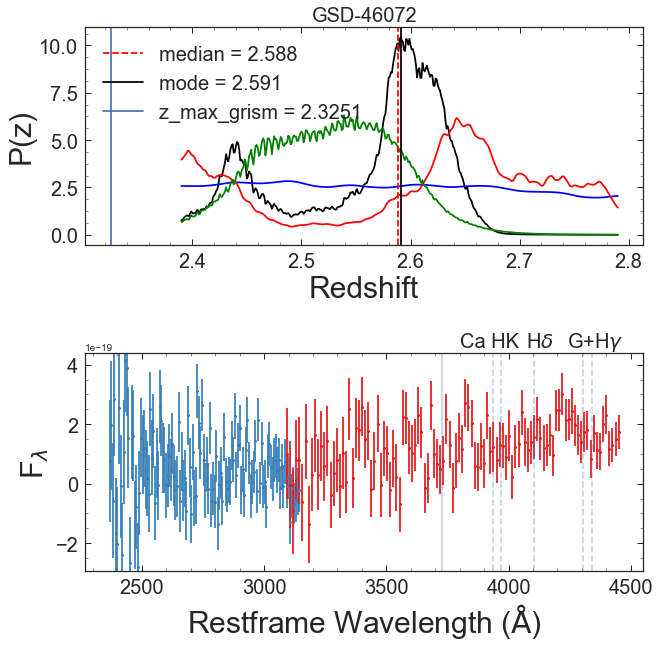 GSD-46072
10.0
7.5
5.0
2.5
0.0
P(z)
median = 2.588
mode = 2.591
z_max_grism = 2.3251
2.4 2.5 2.6 2.7 2.8
Redshift
1e−19
Ca HK Hδ G+Hγ
4
2
0
−2
F_λ
2500 3000 3500 4000 4500
Restframe Wavelength (Å)